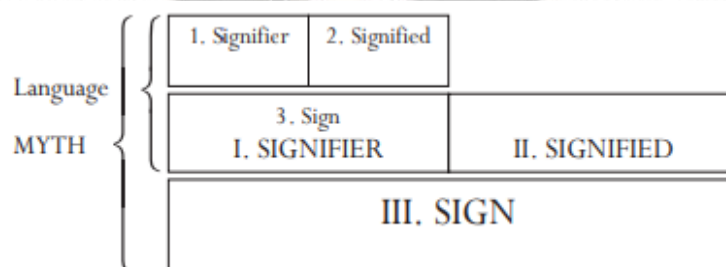 1. Signifier 2. Signified
Language
3. Sign
MYTH I. SIGNIFIER II. SIGNIFIED
III. SIGN